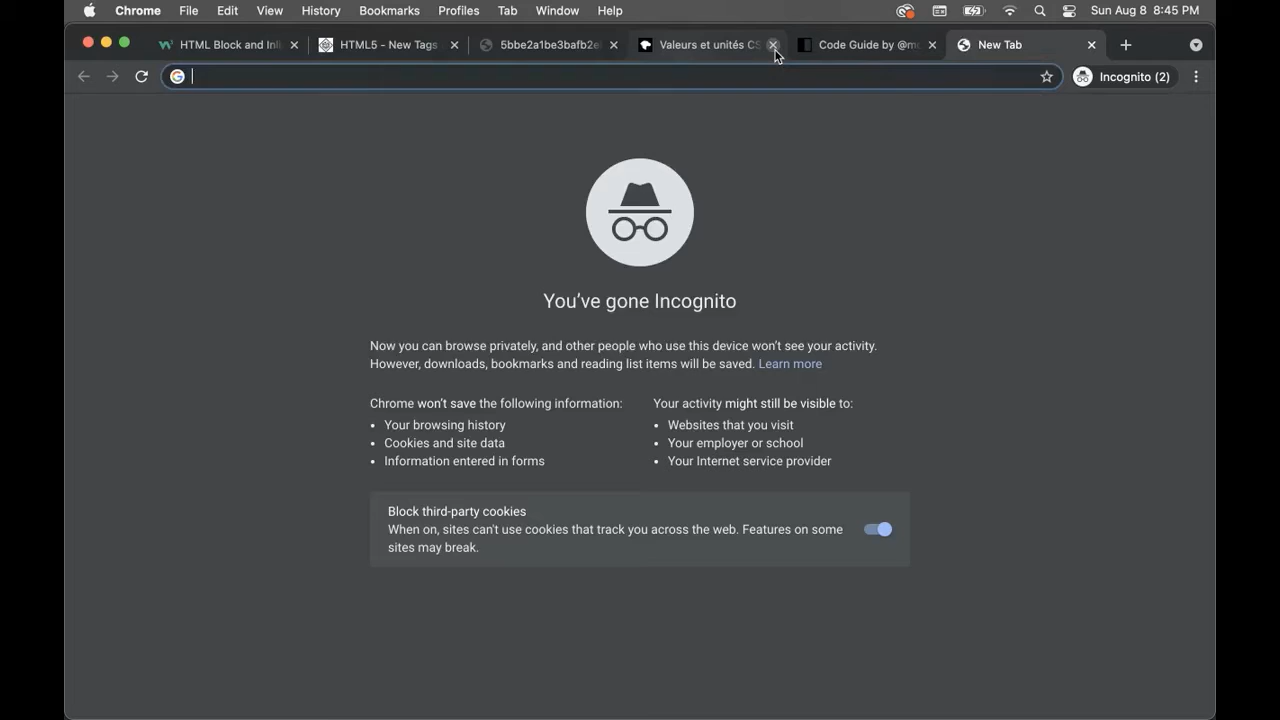 Chrome File Edit View History Bookmarks Profiles Tab Window Help Sun Aug 8 8:45 PM
HTML Block and Inl HTML5 - New Tags 5bbe2a1be3bafb2e Valeurs et unités CS Code Guide by @m New Tab
Incognito (2)
You've gone Incognito
Now you can browse privately, and other people who use this device won't see your activity.
However, downloads, bookmarks and reading list items will be saved. Learn more
Chrome won't save the following information:
• Your browsing history
• Cookies and site data
• Information entered in forms
Your activity might still be visible to:
• Websites that you visit
• Your employer or school
• Your Internet service provider
Block third-party cookies
When on, sites can't use cookies that track you across the web. Features on some
sites may break.